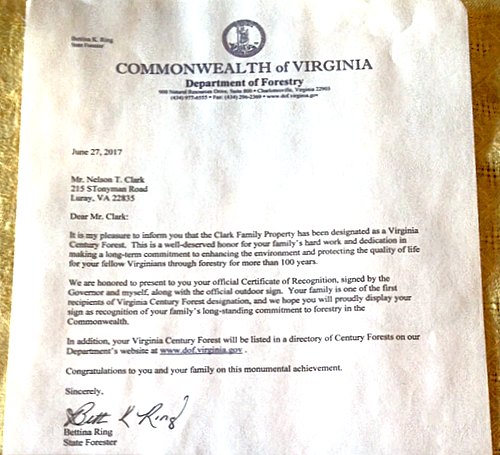 Bettina K. Ring
State Forester
COMMONWEALTH of VIRGINIA
Department of Forestry
900 Natural Resources Drive, Suite 800 • Charlottesville, Virginia 22903
(434) 977-6555 • Fax: (434) 296-2369 • www.dof.virginia.gov
June 27, 2017
Mr. Nelson T. Clark
215 STonyman Road
Luray, VA 22835
Dear Mr. Clark:
It is my pleasure to inform you that the Clark Family Property has been designated as a Virginia
Century Forest. This is a well-deserved honor for your family's hard work and dedication in
making a long-term commitment to enhancing the environment and protecting the quality of life
for your fellow Virginians through forestry for more than 100 years.
We are honored to present to you your official Certificate of Recognition, signed by the
Governor and myself, along with the official outdoor sign. Your family is one of the first
recipients of Virginia Century Forest designation, and we hope you will proudly display your
sign as recognition of your family's long-standing commitment to forestry in the
Commonwealth.
In addition, your Virginia Century Forest will be listed in a directory of Century Forests on our
Department's website at www.dof.virginia.gov .
Congratulations to you and your family on this monumental achievement.
Sincerely,
Bett K Ring
Bettina Ring
State Forester